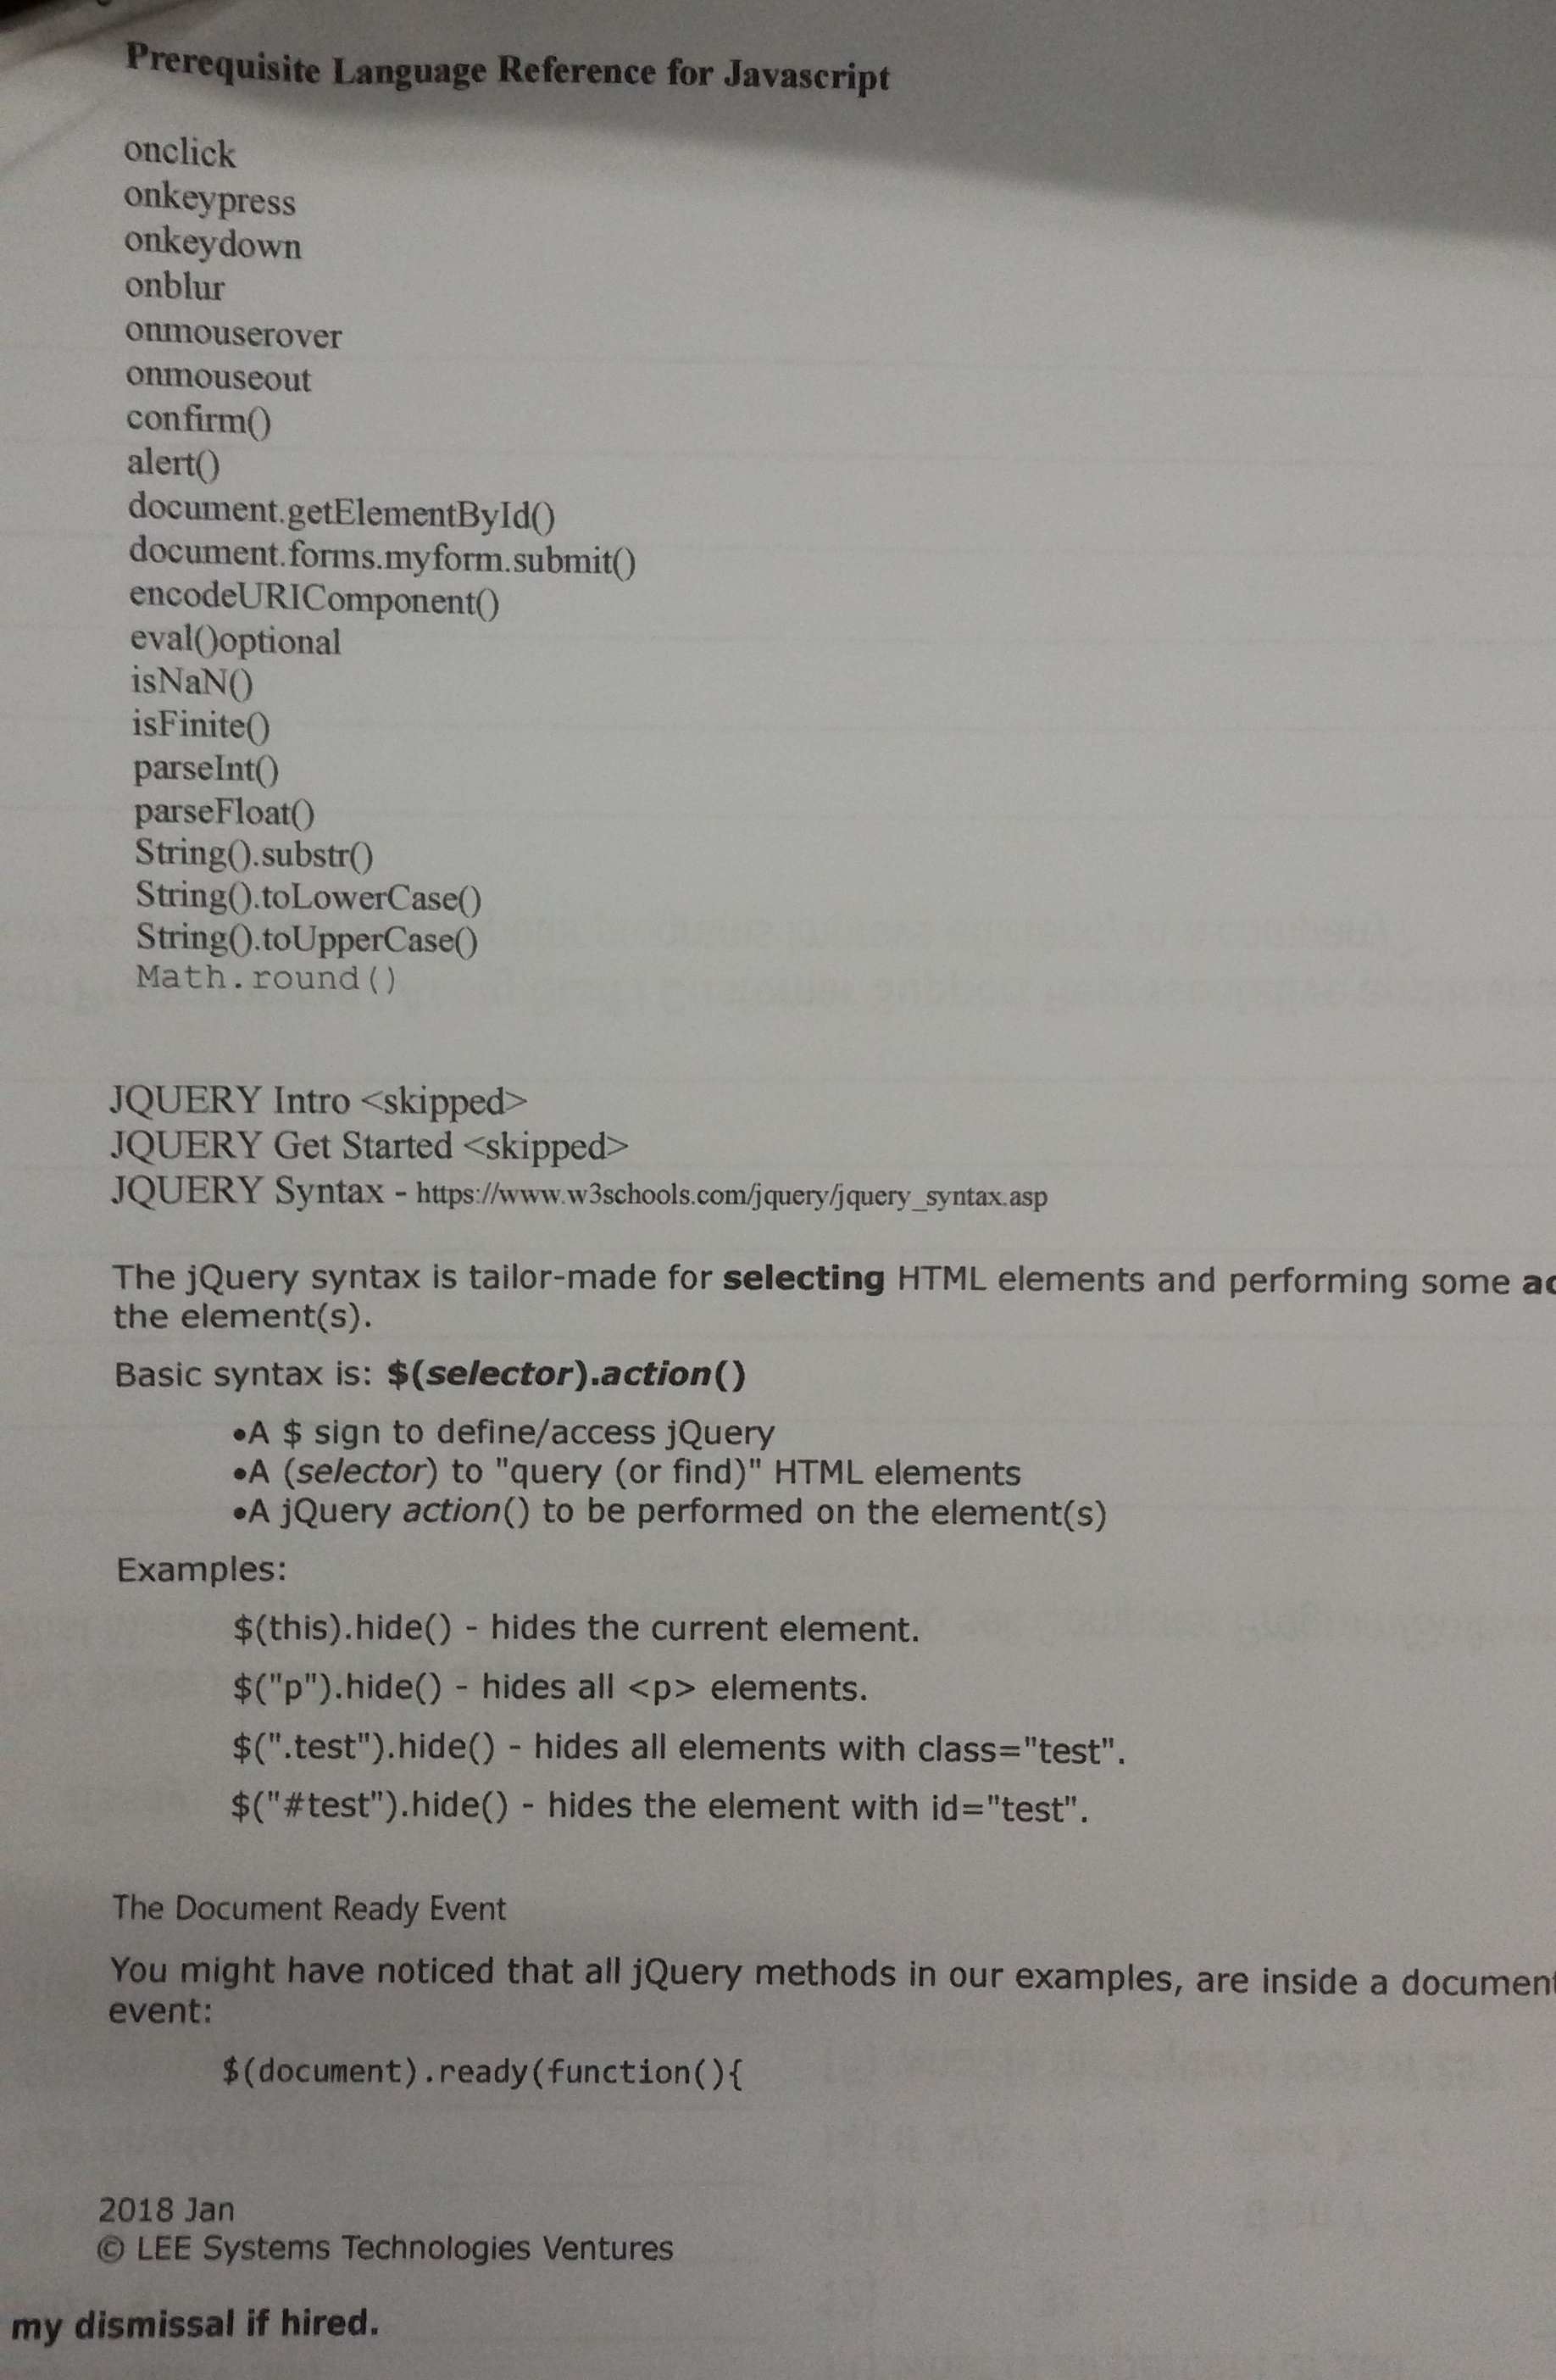 Prerequisite Language Reference for Javascript
onclick
onkeypress
onkeydown
onblur
onmouserover
onmouseout
confirm()
alert()
document.getElementById()
document.forms.myform.submit()
encodeURIComponent()
eval()optional
isNaN()
isFinite()
parseInt()
parseFloat()
String().substr()
String().toLowerCase()
String().toUpperCase()
Math.round()
JQUERY Intro <skipped>
JQUERY Get Started <skipped>
JQUERY Syntax - https://www.w3schools.com/jquery/jquery_syntax.asp
The jQuery syntax is tailor-made for selecting HTML elements and performing some
the element(s).
Basic syntax is: $(selector).action()
•A $ sign to define/access jQuery
•A (selector) to "query (or find)" HTML elements
•A jQuery action() to be performed on the element(s)
Examples:
$(this).hide() - hides the current element.
$("p").hide() - hides all <p> elements.
$(".test").hide() - hides all elements with class="test".
$("#test").hide() - hides the element with id="test".
The Document Ready Event
You might have noticed that all jQuery methods in our examples, are inside a document
event:
$(document).ready(function(){
2018 Jan
© LEE Systems Technologies Ventures
my dismissal if hired.